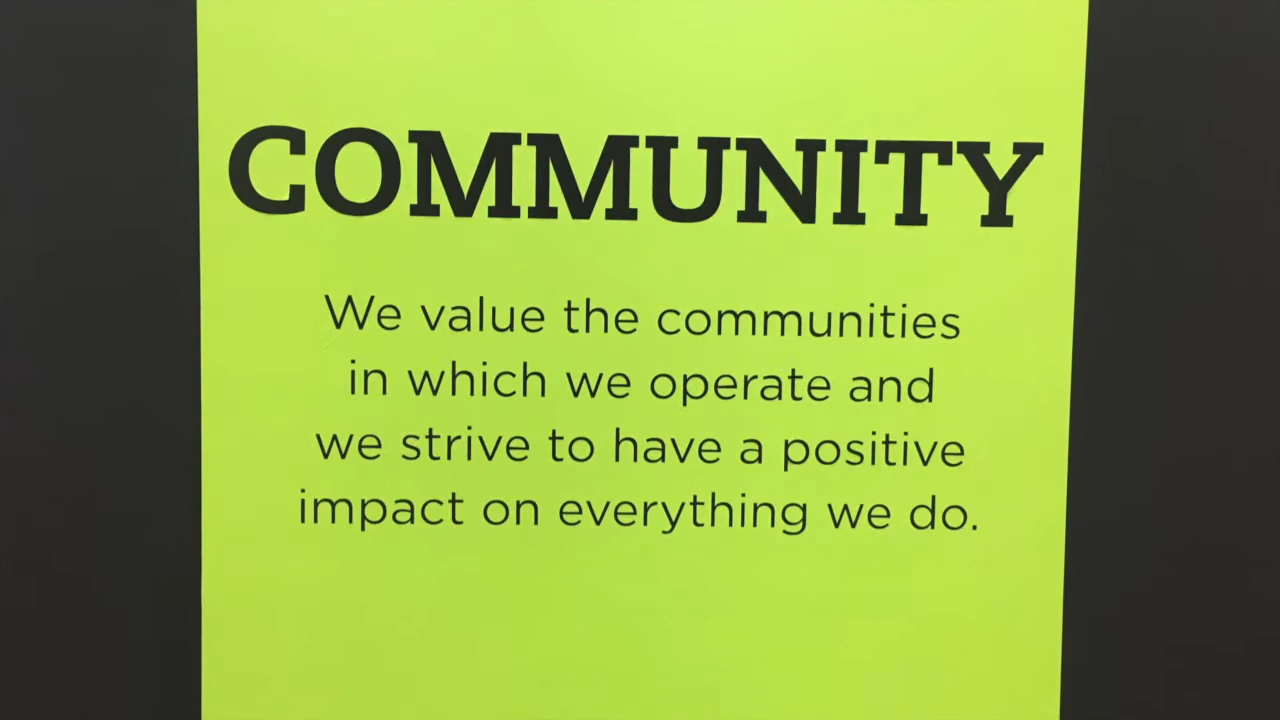 COMMUNITY
We value the communities
in which we operate and
we strive to have a positive
impact on everything we do.